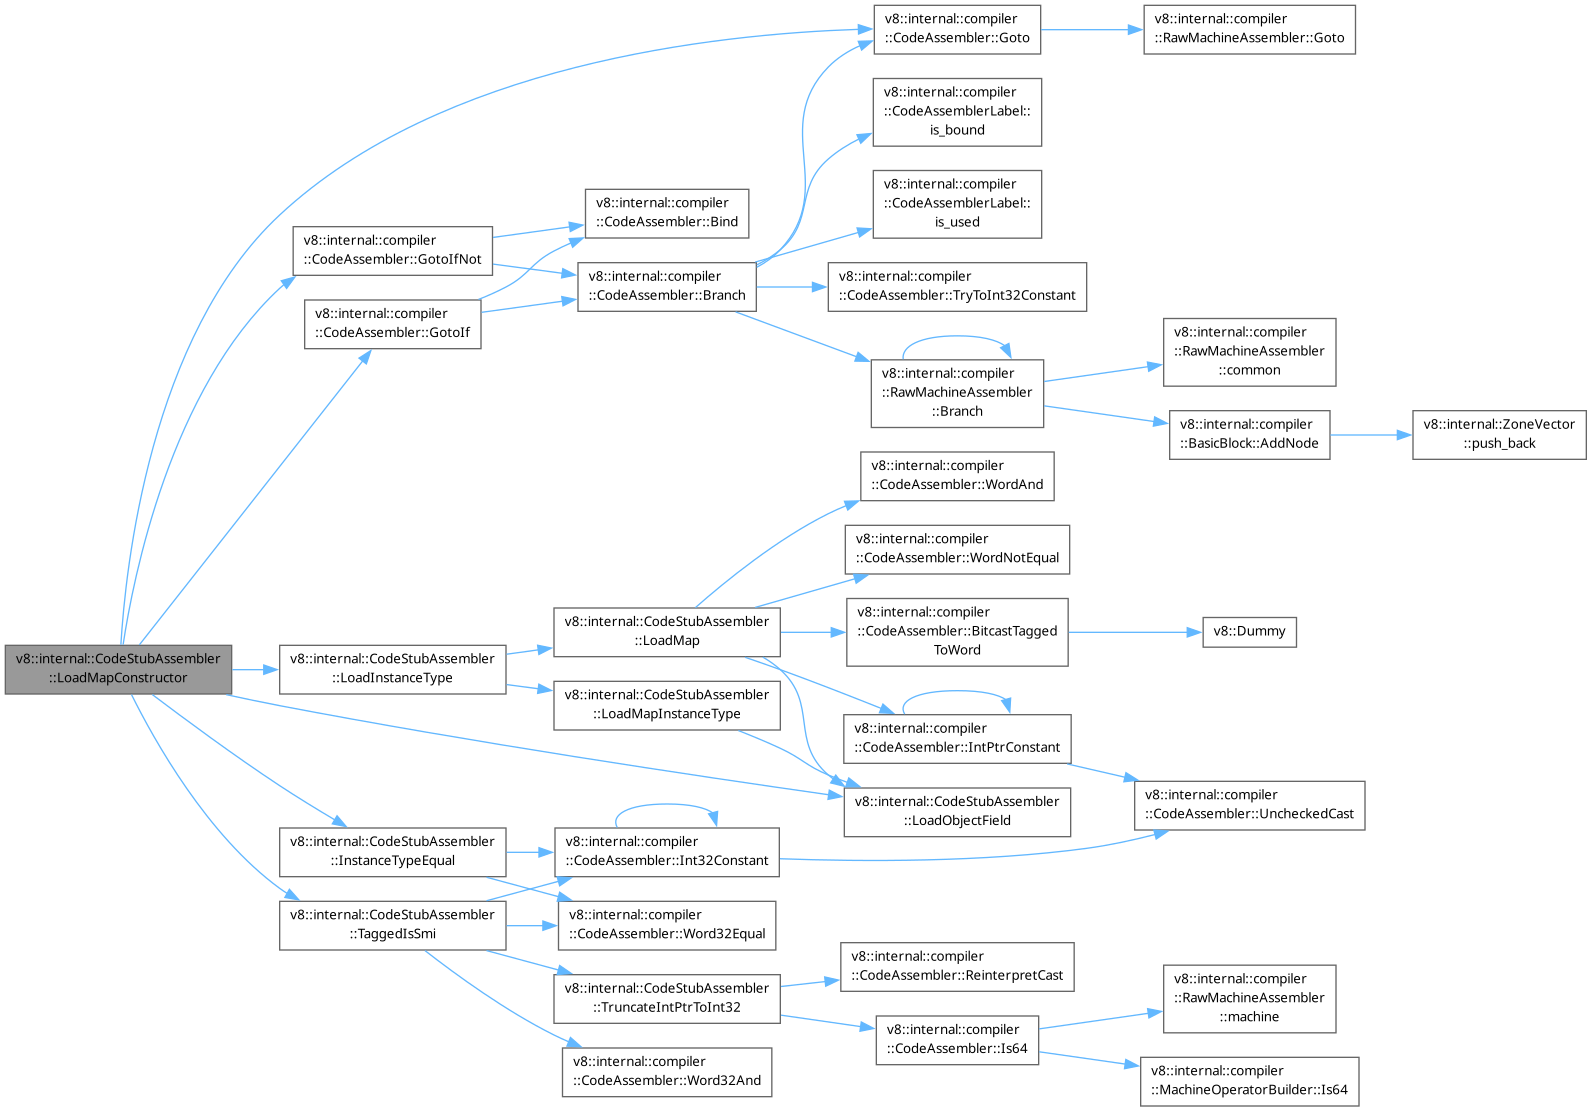 v8::internal::compiler
::CodeAssembler::Goto
v8::internal::compiler
::RawMachineAssembler::Goto
v8::internal::compiler
::CodeAssemblerLabel::
is_bound
v8::internal::compiler
::CodeAssemblerLabel::
is_used
v8::internal::compiler
::CodeAssembler::Bind
v8::internal::compiler
::CodeAssembler::GotoIfNot
v8::internal::compiler
::CodeAssembler::Branch
v8::internal::compiler
::CodeAssembler::TryToInt32Constant
v8::internal::compiler
::CodeAssembler::GotoIf
v8::internal::compiler
::RawMachineAssembler
::common
v8::internal::compiler
::RawMachineAssembler
::Branch
v8::internal::compiler
::BasicBlock::AddNode
v8::internal::ZoneVector
::push_back
v8::internal::compiler
::CodeAssembler::WordAnd
v8::internal::compiler
::CodeAssembler::WordNotEqual
v8::internal::CodeStubAssembler
::LoadMap
v8::internal::compiler
::CodeAssembler::BitcastTagged
ToWord
v8::Dummy
v8::internal::CodeStubAssembler
::LoadMapConstructor
v8::internal::CodeStubAssembler
::LoadInstanceType
v8::internal::CodeStubAssembler
::LoadMapInstanceType
v8::internal::compiler
::CodeAssembler::IntPtrConstant
v8::internal::CodeStubAssembler
::LoadObjectField
v8::internal::compiler
::CodeAssembler::UncheckedCast
v8::internal::CodeStubAssembler
::InstanceTypeEqual
v8::internal::compiler
::CodeAssembler::Int32Constant
v8::internal::CodeStubAssembler
::TaggedIsSmi
v8::internal::compiler
::CodeAssembler::Word32Equal
v8::internal::compiler
::CodeAssembler::ReinterpretCast
v8::internal::CodeStubAssembler
::TruncateIntPtrToInt32
v8::internal::compiler
::RawMachineAssembler
::machine
v8::internal::compiler
::CodeAssembler::Is64
v8::internal::compiler
::CodeAssembler::Word32And
v8::internal::compiler
::MachineOperatorBuilder::Is64